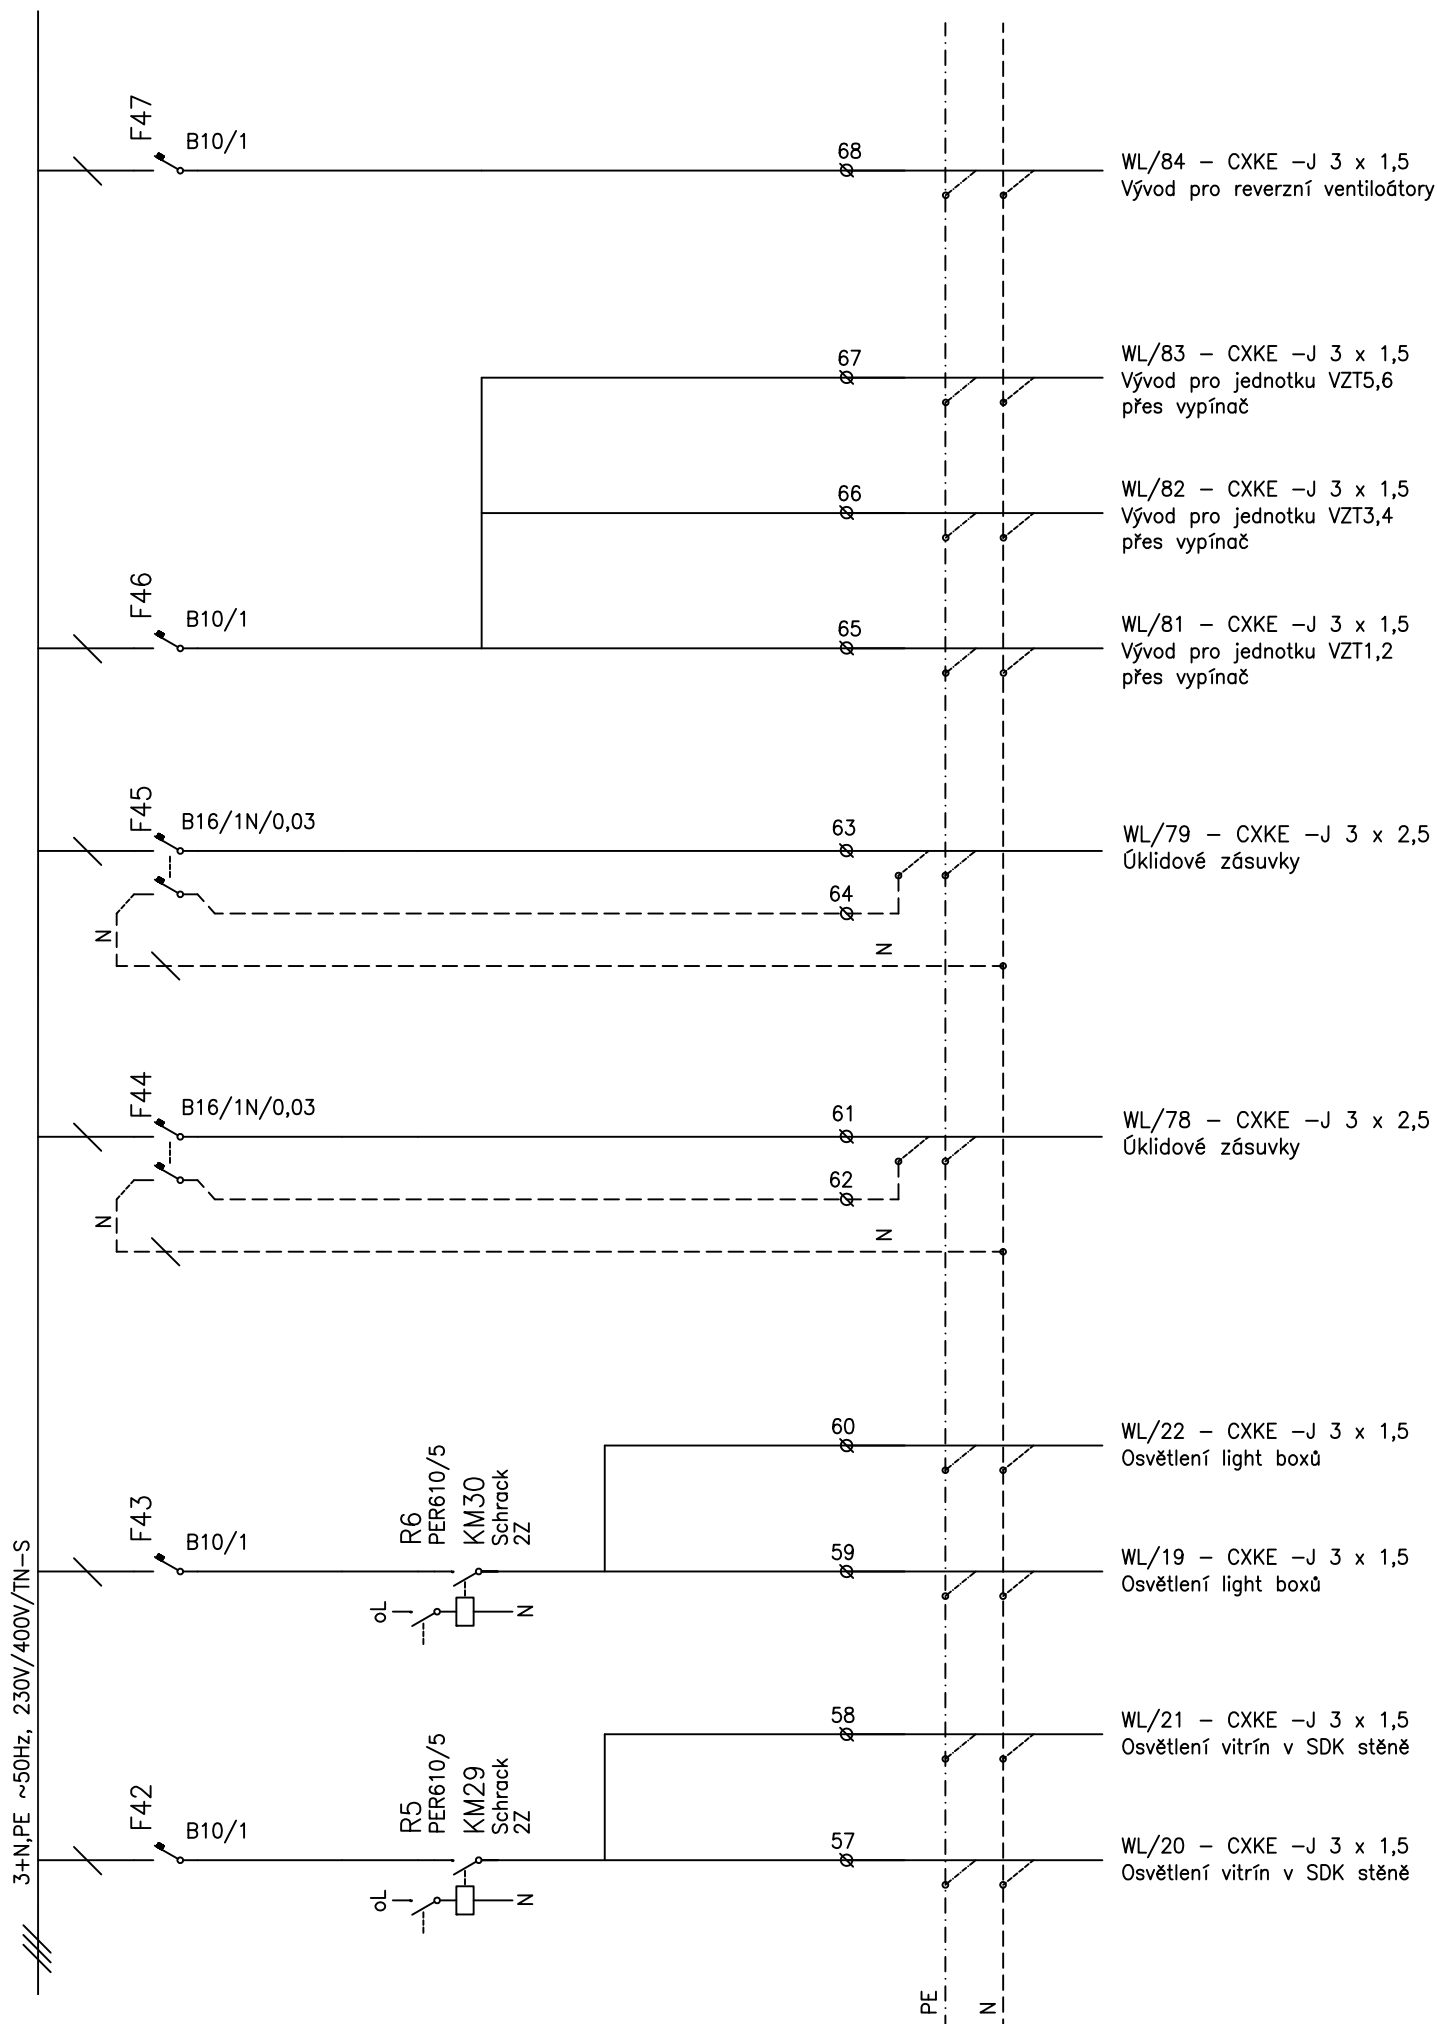 F47
B10/1
68
WL/84 - CXKE -J 3 x 1,5
Vývod pro reverzní ventiloátory
67
WL/83 - CXKE -J 3 x 1,5
Vývod pro jednotku VZT5,6
přes vypínač
66
WL/82 - CXKE -J 3 x 1,5
Vývod pro jednotku VZT3,4
přes vypínač
F46
B10/1
65
WL/81 - CXKE -J 3 x 1,5
Vývod pro jednotku VZT1,2
přes vypínač
F45
B16/1N/0,03
63
WL/79 - CXKE -J 3 x 2,5
Úklidové zásuvky
64
N
N
F44
B16/1N/0,03
61
WL/78 - CXKE -J 3 x 2,5
Úklidové zásuvky
62
N
N
60
WL/22 - CXKE -J 3 x 1,5
Osvětlení light boxů
F43
B10/1
R6
PER610/5
KM30
Schrack
2Z
59
WL/19 - CXKE -J 3 x 1,5
Osvětlení light boxů
oL
N
58
WL/21 - CXKE -J 3 x 1,5
Osvětlení vitrín v SDK stěně
F42
B10/1
R5
PER610/5
KM29
Schrack
2Z
57
WL/20 - CXKE -J 3 x 1,5
Osvětlení vitrín v SDK stěně
oL
N
3+N,PE ~50Hz, 230V/400V/TN-S
PE
N